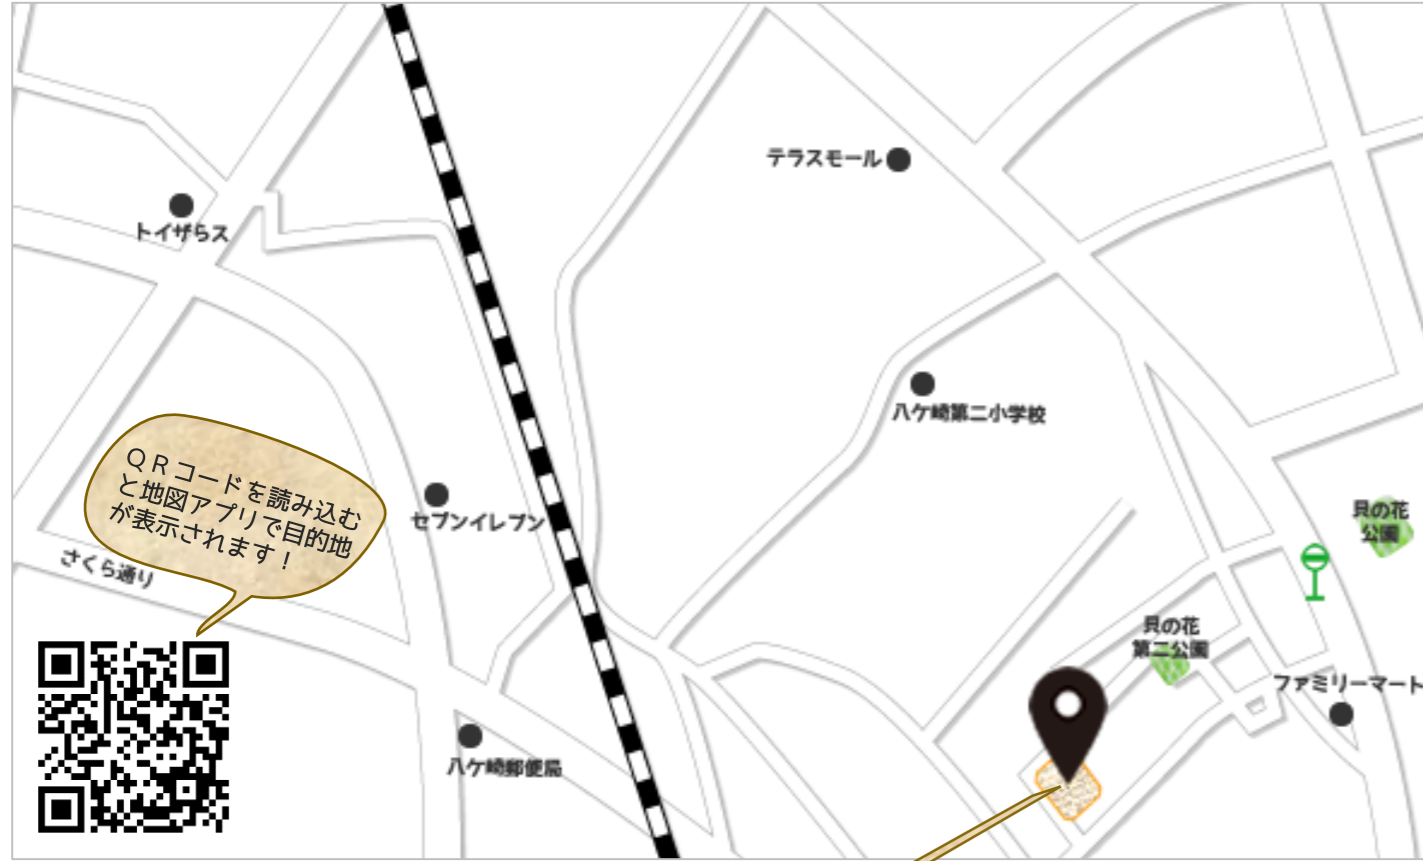 テラスモール
トイザらス
八ケ崎第二小学校
QRコードを読み込む
と地図アプリで目的地
が表示されます！
セブンイレブン
貝の花
公園
さくら通り
貝の花
第二公園
ファミリーマート
八ケ崎郵便局